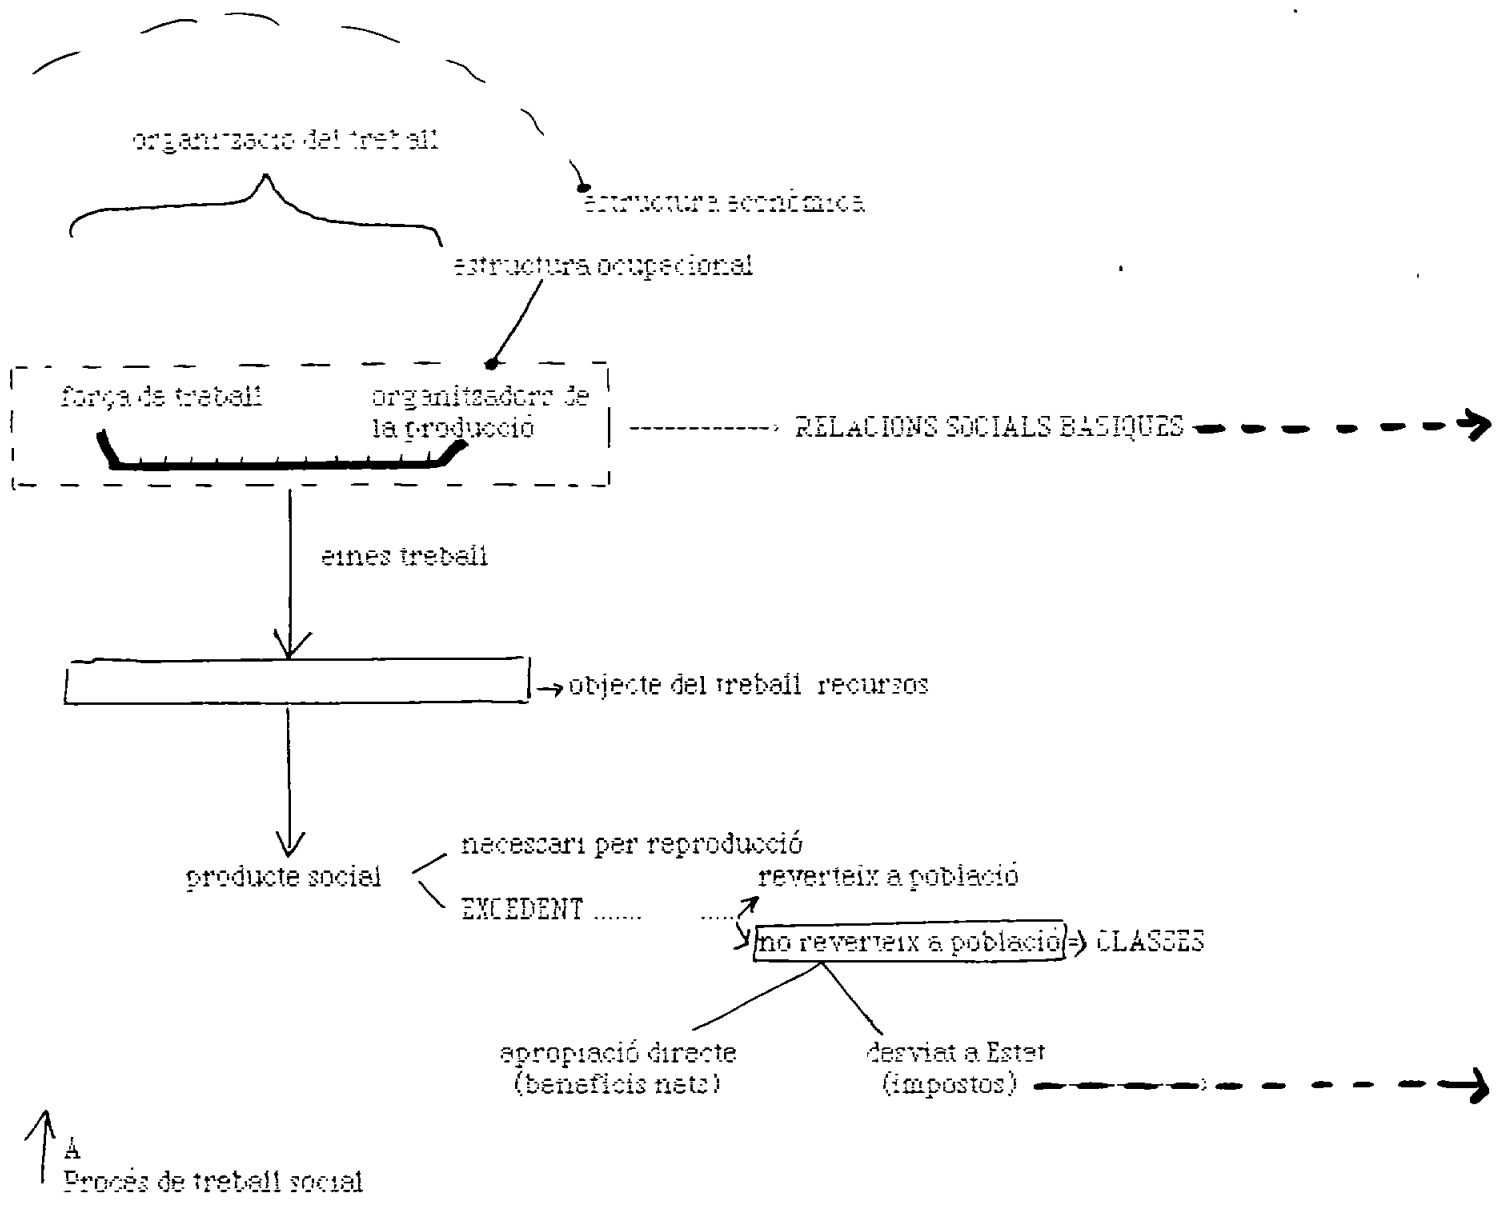 organització del treball
estructura econòmica
estructura ocupacional
força de treball
organitzadors de
la producció
RELACIONS SOCIALS BASIQUES
eines treball
objecte del treball recursos
necessari per reproducció
producte social
reverteix a població
EXCEDENT ....... .....
no reverteix a població => CLASSES
apropiació directe
(beneficis nets)
desviat a Estat
(impostos)
A
Procés de treball social